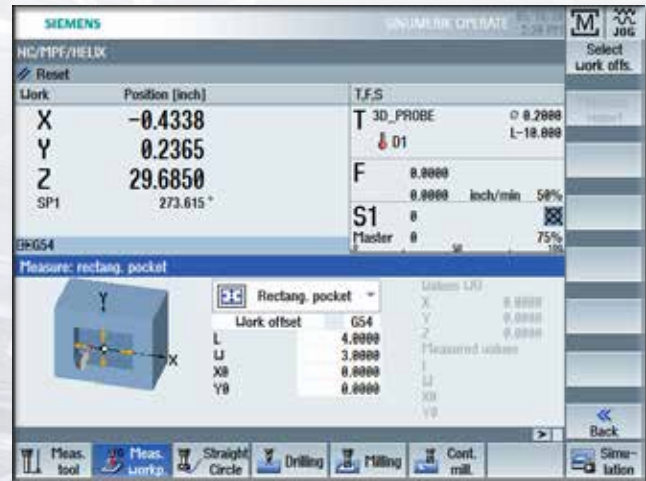 SIEMENS
SINUMERIK OPERATE
M JOG
NC/MPF/HELIX
Select
work offs.
Reset
Work Position [inch] T,F,S
X -0.4338
Y 0.2365
Z 29.6850
SP1 273.615 °
T 3D_PROBE ⌀ 0.2000
D1 L-10.000
F 0.0000
0.0000 inch/min 50%
S1 0
Master 0 75%
0 50 100
G54
Measure: rectang. pocket
Y
X
Rectang. pocket
Work offset G54
L 4.0000
W 3.0000
X0 0.0000
Y0 0.0000
Values WO
X 0.0000
Y 0.0000
Z 0.0000
Measured values
L
W
X0
Y0
Back
Meas.
tool
Meas.
workp.
Straight
Circle
Drilling
Milling
Cont.
mill.
Simu-
lation